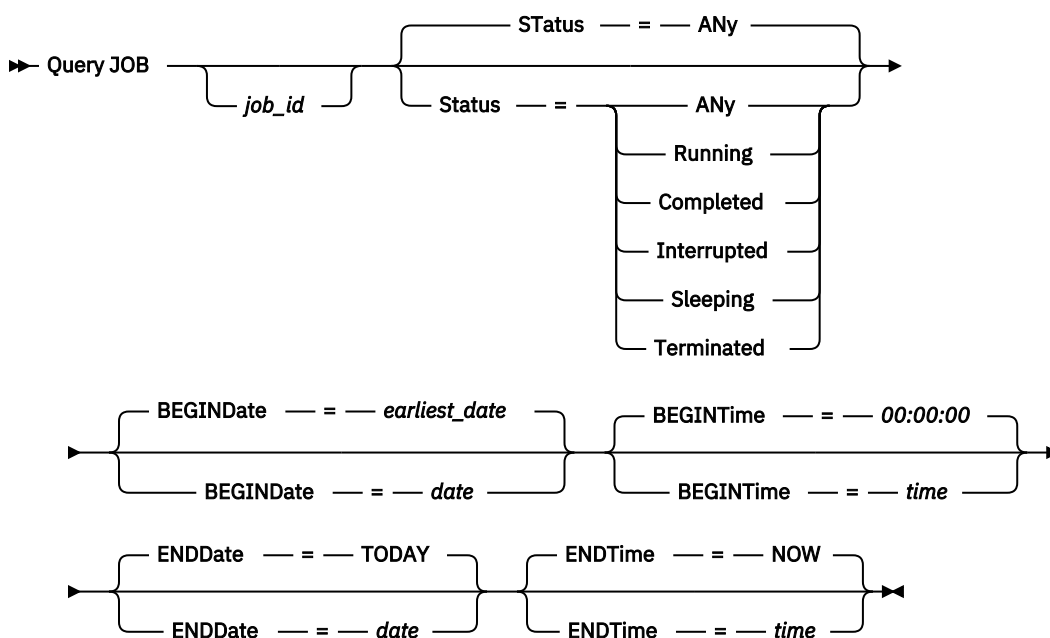 STatus = ANy
Query JOB
job_id
Status = ANy
Running
Completed
Interrupted
Sleeping
Terminated
BEGINDate = earliest_date BEGINTime = 00:00:00
BEGINDate = date BEGINTime = time
ENDDate = TODAY ENDTime = NOW
ENDDate = date ENDTime = time